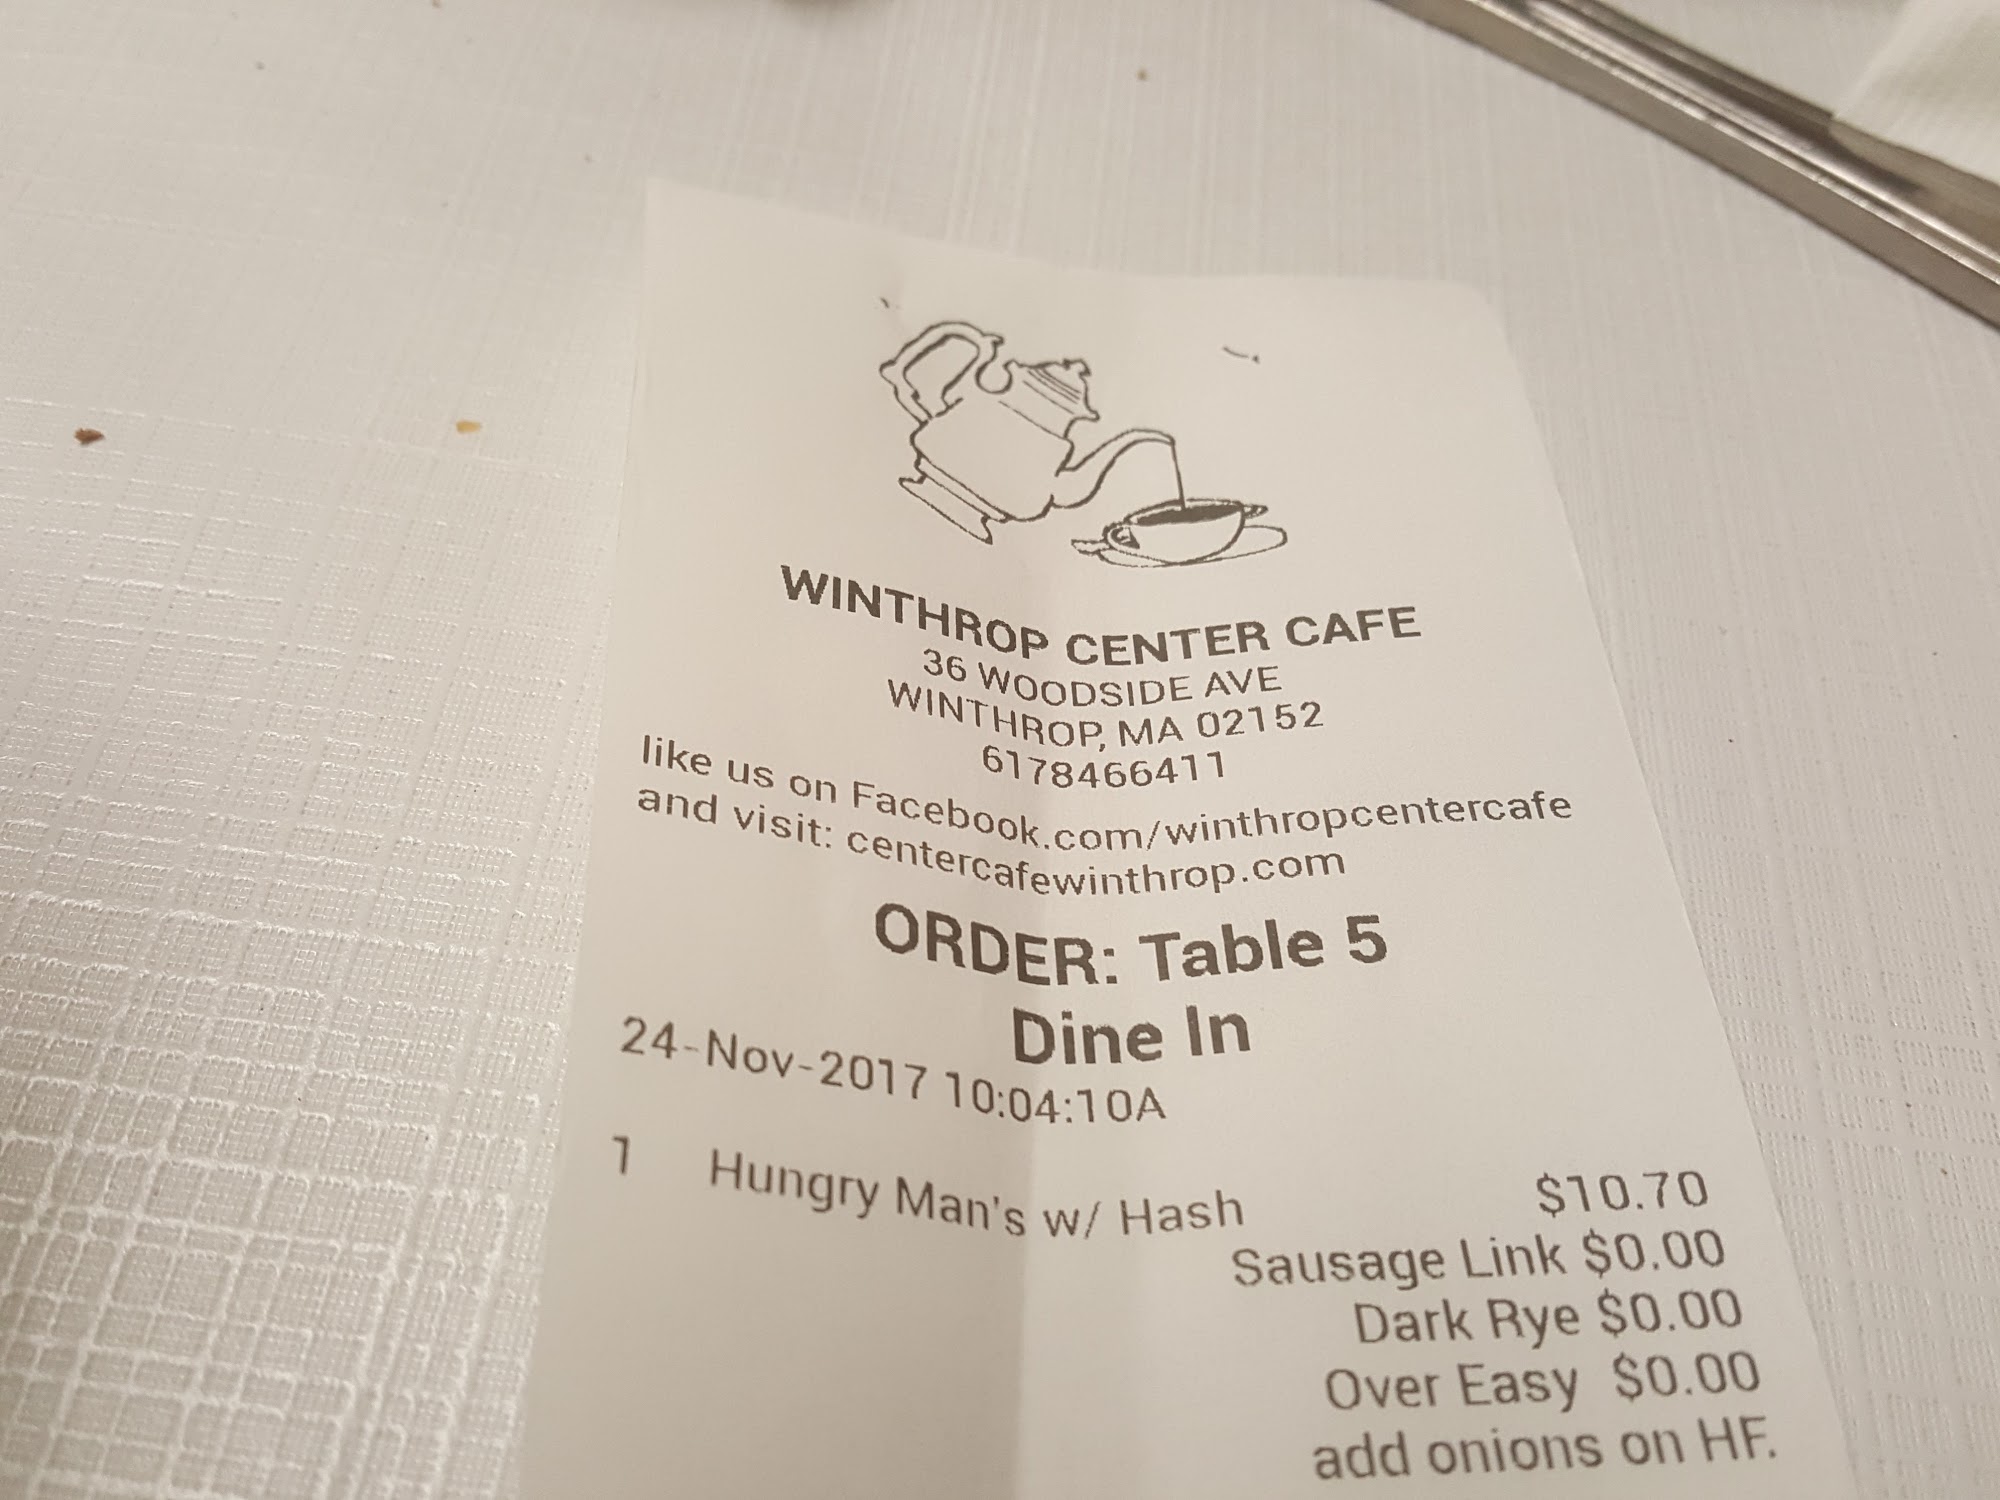 WINTHROP CENTER CAFE
36 WOODSIDE AVE
WINTHROP, MA 02152
6178466411
like us on Facebook.com/winthropcentercafe
and visit: centercafewinthrop.com
ORDER: Table 5
Dine In
24-Nov-2017 10:04:10A
1 Hungry Man's w/ Hash $10.70
Sausage Link $0.00
Dark Rye $0.00
Over Easy $0.00
add onions on HF.